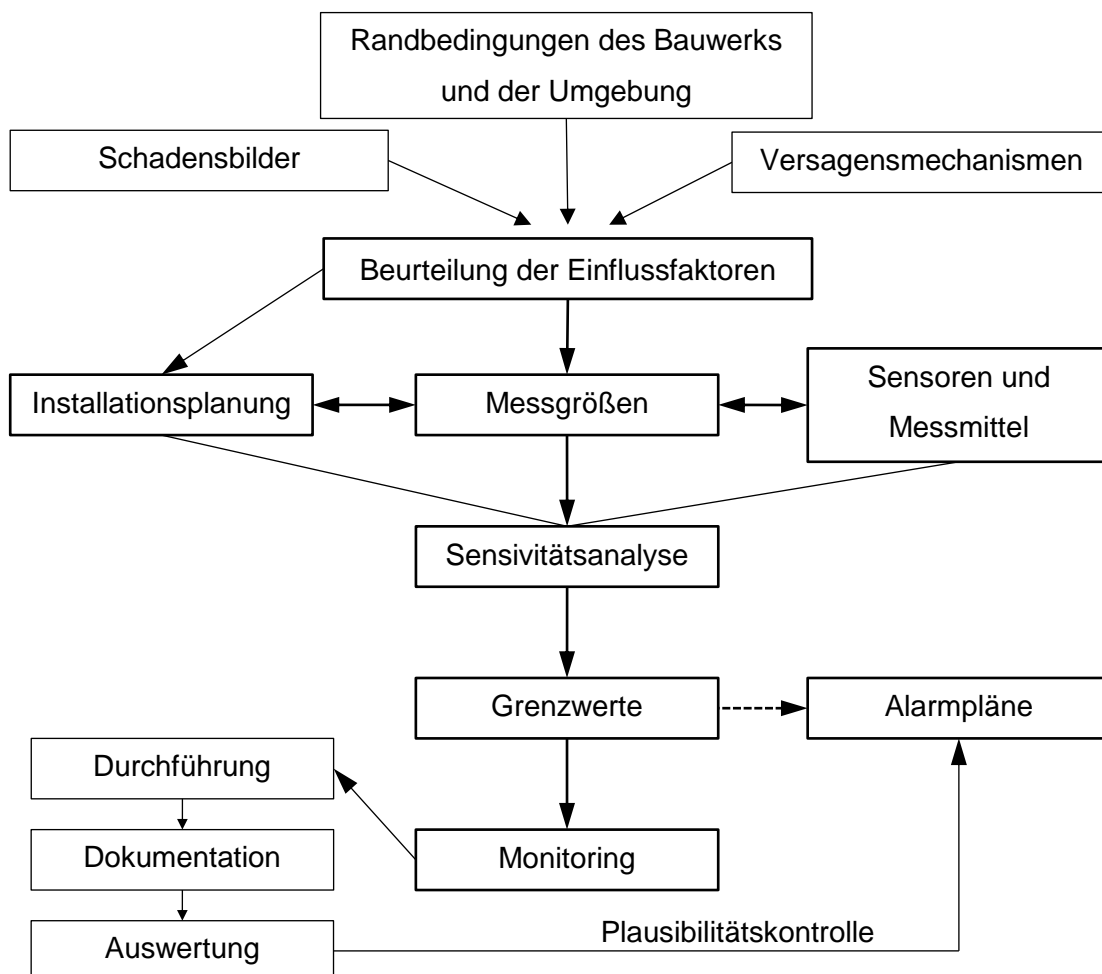 Randbedingungen des Bauwerks
und der Umgebung
Schadensbilder
Versagensmechanismen
Beurteilung der Einflussfaktoren
Installationsplanung
Messgrößen
Sensoren und
Messmittel
Sensivitätsanalyse
Grenzwerte
Alarmpläne
Durchführung
Dokumentation
Monitoring
Auswertung
Plausibilitätskontrolle